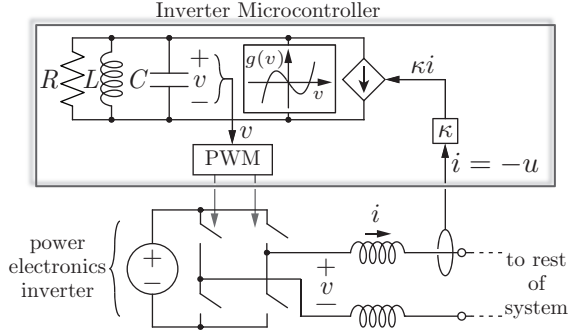 Inverter Microcontroller
R
L
C
+
v
−
g(v)
v
κi
κ
v
PWM
i = −u
power
electronics
inverter
+
−
i
+
v
−
to rest
of
system